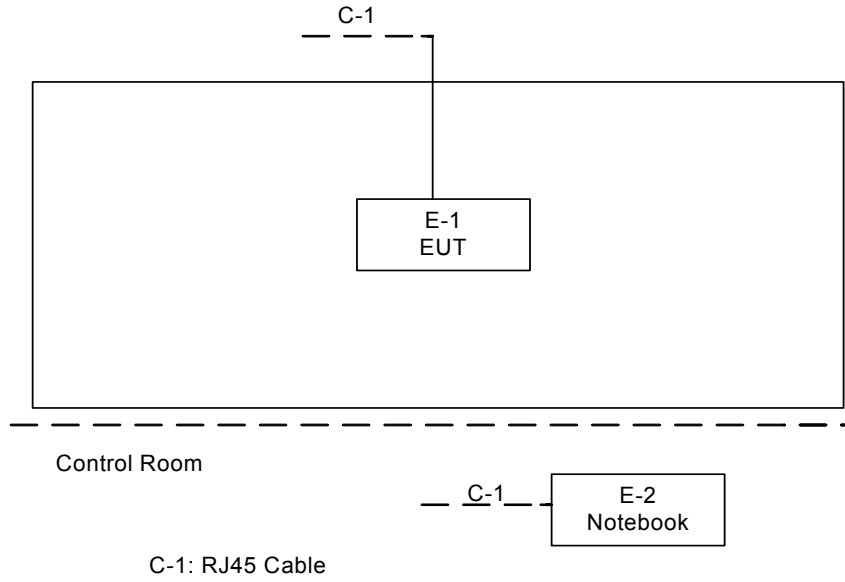 C-1
E-1
EUT
Control Room
C-1
E-2
Notebook
C-1: RJ45 Cable